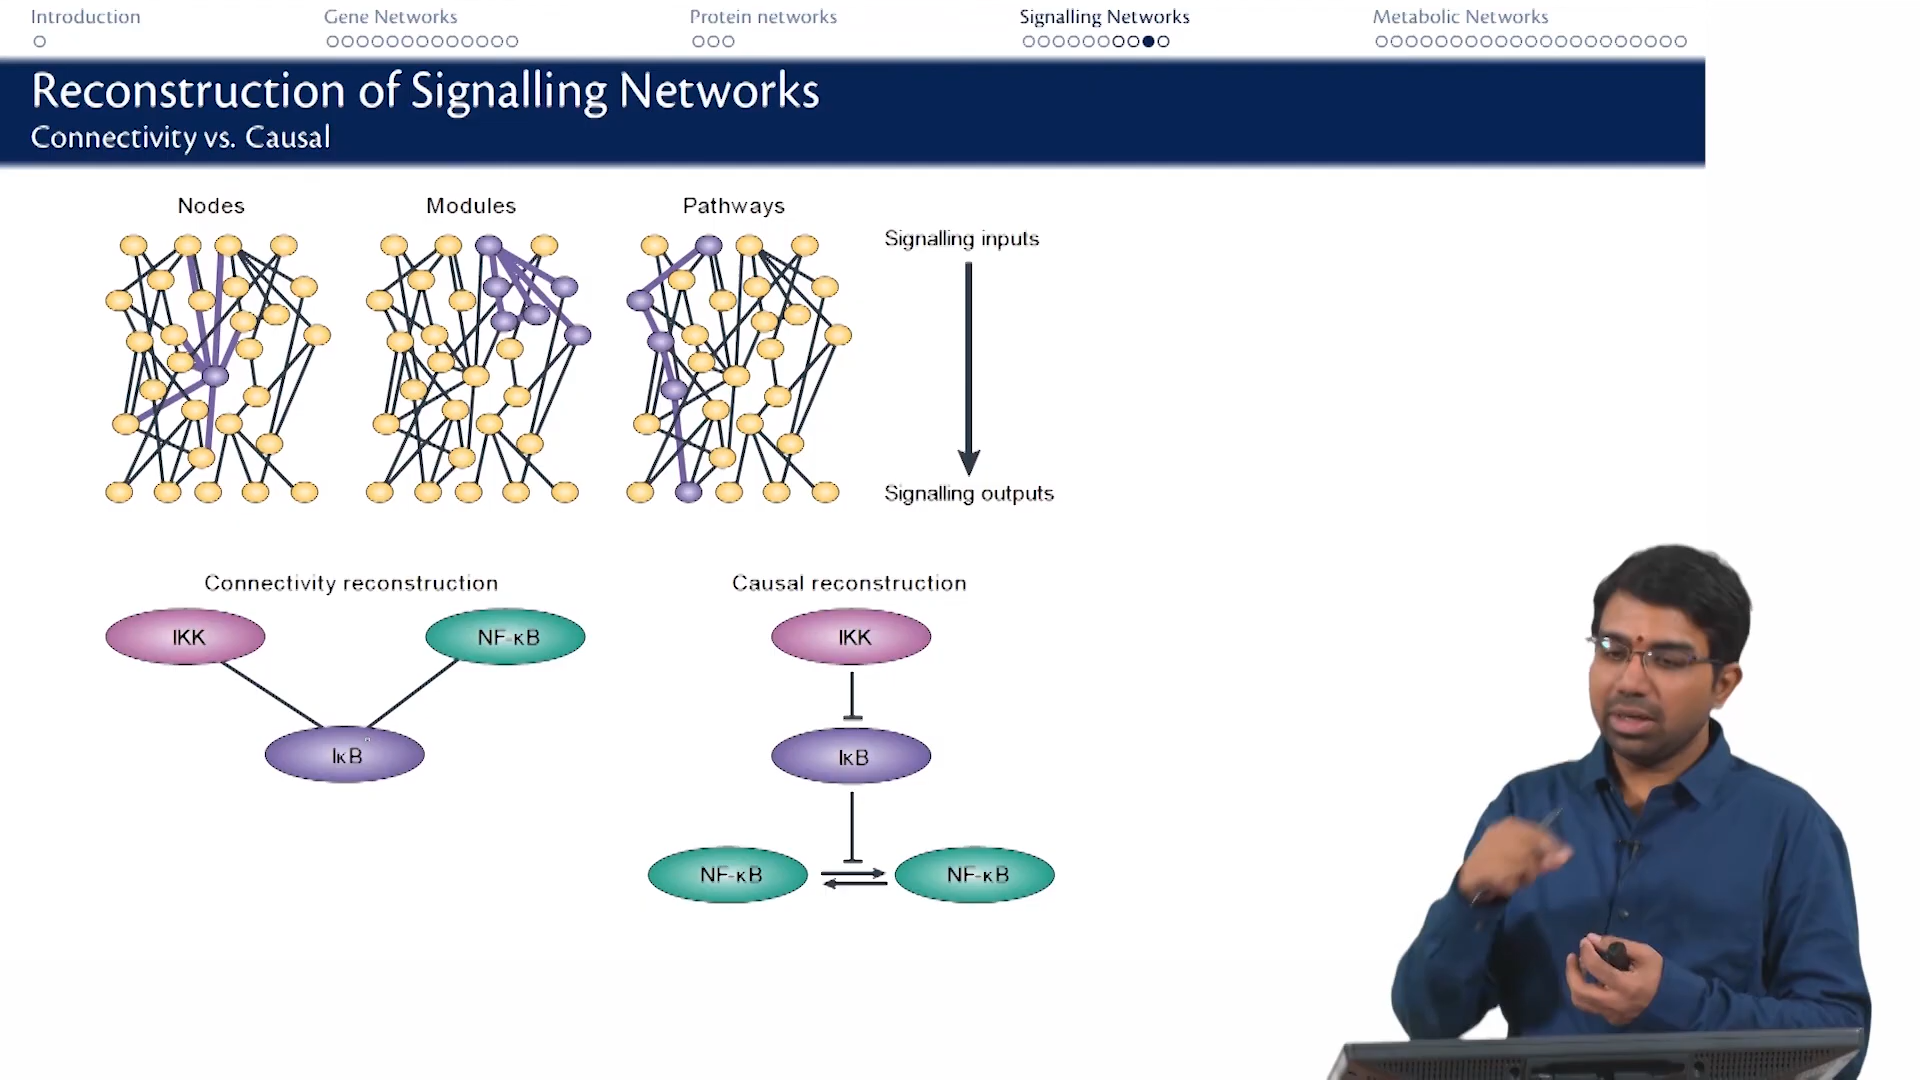 Introduction
Gene Networks
Protein networks
Signalling Networks
Metabolic Networks
Reconstruction of Signalling Networks
Connectivity vs. Causal
Nodes
Modules
Pathways
Signalling inputs
Signalling outputs
Connectivity reconstruction
Causal reconstruction
IKK
NF-κB
IKK
IκB
IκB
NF-κB
NF-κB